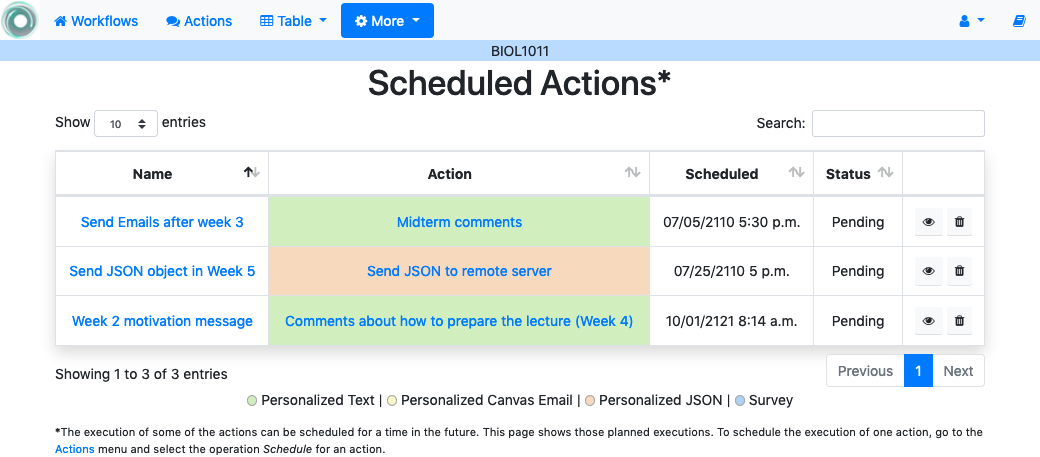 Workflows Actions Table More
BIOL1011
Scheduled Actions*
Show 10 entries Search:
Name Action Scheduled Status
Send Emails after week 3 Midterm comments 07/05/2110 5:30 p.m. Pending
Send JSON object in Week 5 Send JSON to remote server 07/25/2110 5 p.m. Pending
Week 2 motivation message Comments about how to prepare the lecture (Week 4) 10/01/2121 8:14 a.m. Pending
Showing 1 to 3 of 3 entries Previous 1 Next
Personalized Text | Personalized Canvas Email | Personalized JSON | Survey
*The execution of some of the actions can be scheduled for a time in the future. This page shows those planned executions. To schedule the execution of one action, go to the
Actions menu and select the operation Schedule for an action.